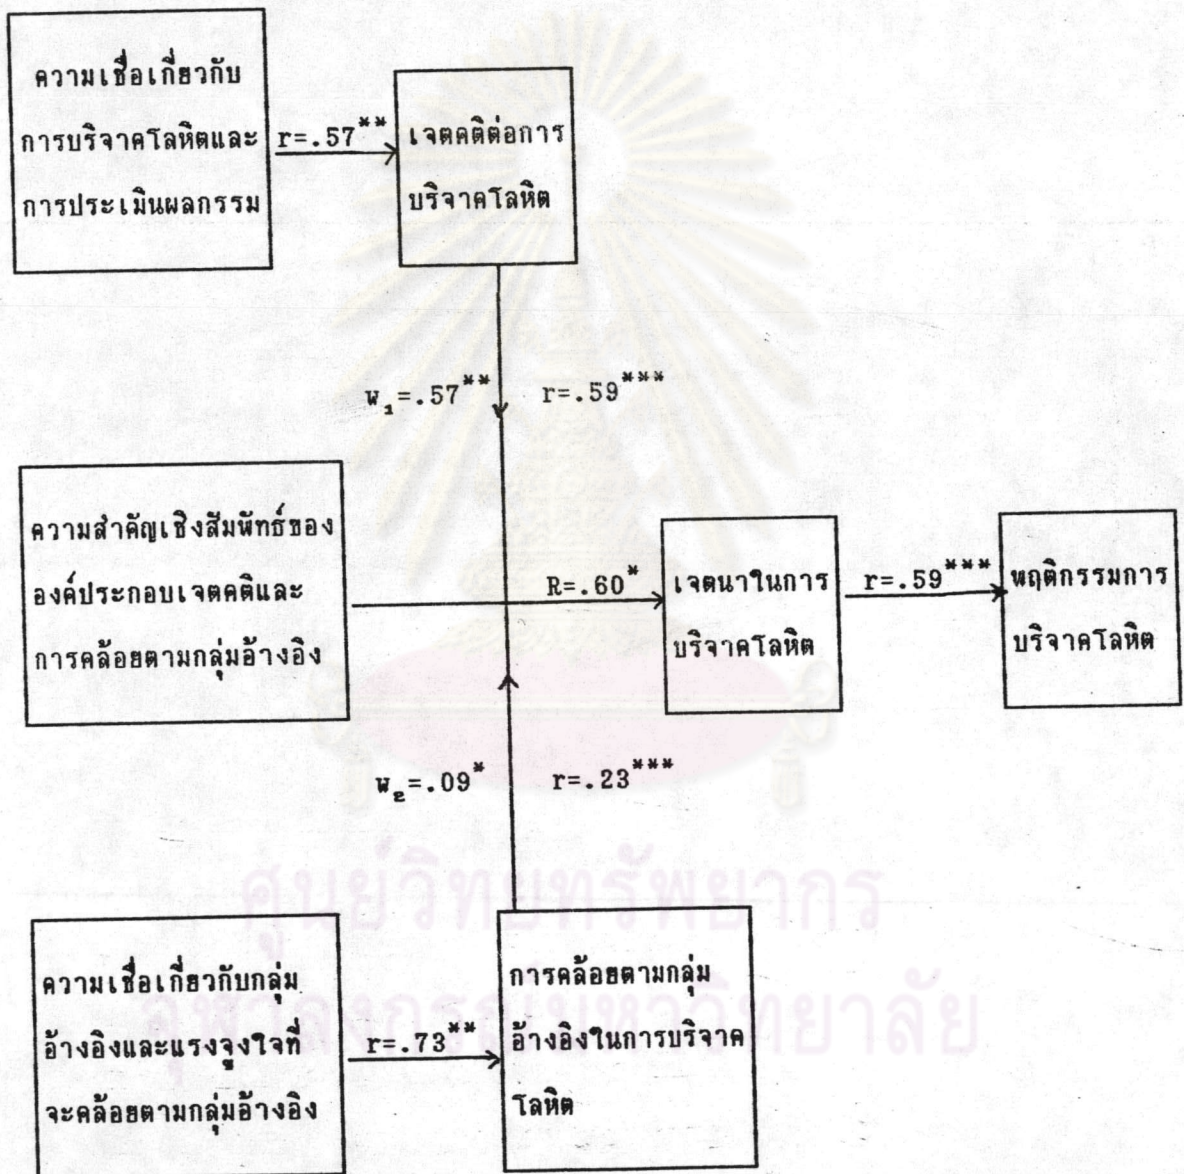 ความเชื่อเกี่ยวกับ
การบริจาคโลหิตและ
การประเมินผลกรรม
r=.57**
เจตคติต่อการ
บริจาคโลหิต
w₁=.57**
r=.59***
ความสำคัญเชิงสัมพัทธ์ของ
องค์ประกอบเจตคติและ
การคล้อยตามกลุ่มอ้างอิง
R=.60*
เจตนาในการ
บริจาคโลหิต
r=.59***
พฤติกรรมการ
บริจาคโลหิต
w₂=.09*
r=.23***
ศูนย์วิทยทรัพยากร
จุฬาลงกรณ์มหาวิทยาลัย
ความเชื่อเกี่ยวกับกลุ่ม
อ้างอิงและแรงจูงใจที่
จะคล้อยตามกลุ่มอ้างอิง
r=.73**
การคล้อยตามกลุ่ม
อ้างอิงในการบริจาค
โลหิต